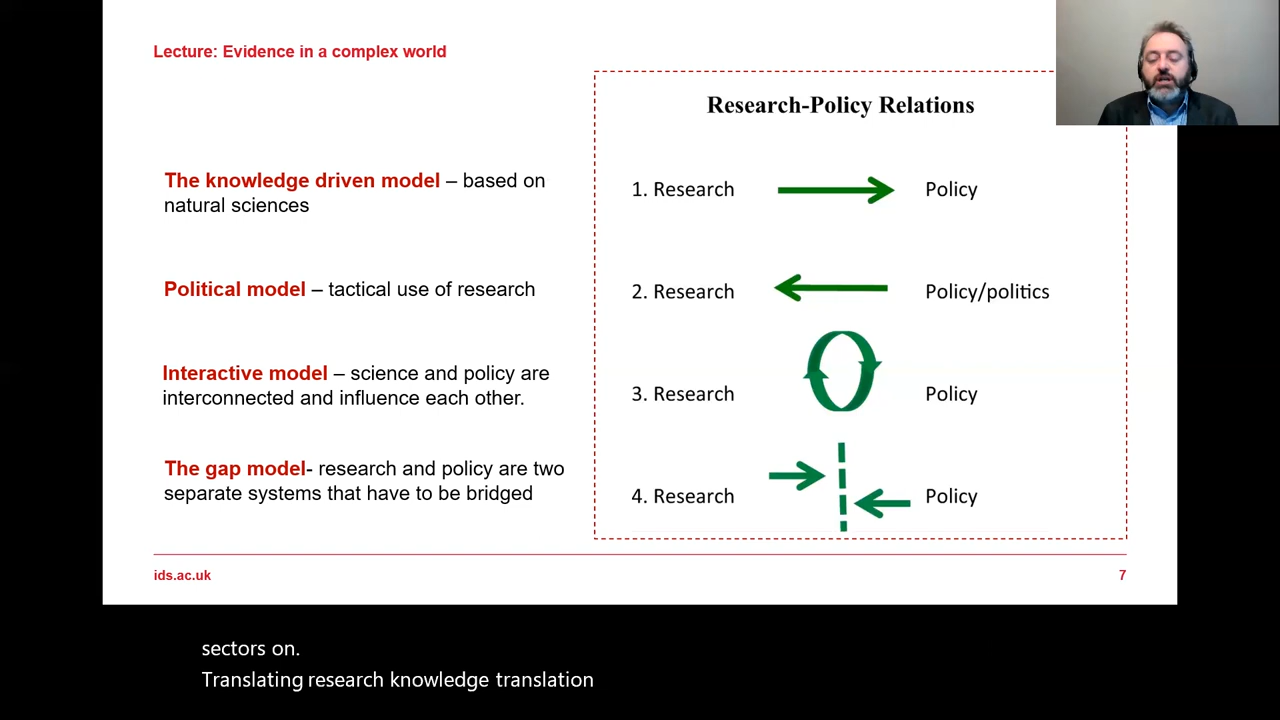 Lecture: Evidence in a complex world
Research-Policy Relations
The knowledge driven model – based on
natural sciences
1. Research Policy
Political model – tactical use of research
2. Research Policy/politics
Interactive model – science and policy are
interconnected and influence each other.
3. Research Policy
The gap model- research and policy are two
separate systems that have to be bridged
4. Research Policy
ids.ac.uk
7
sectors on.
Translating research knowledge translation